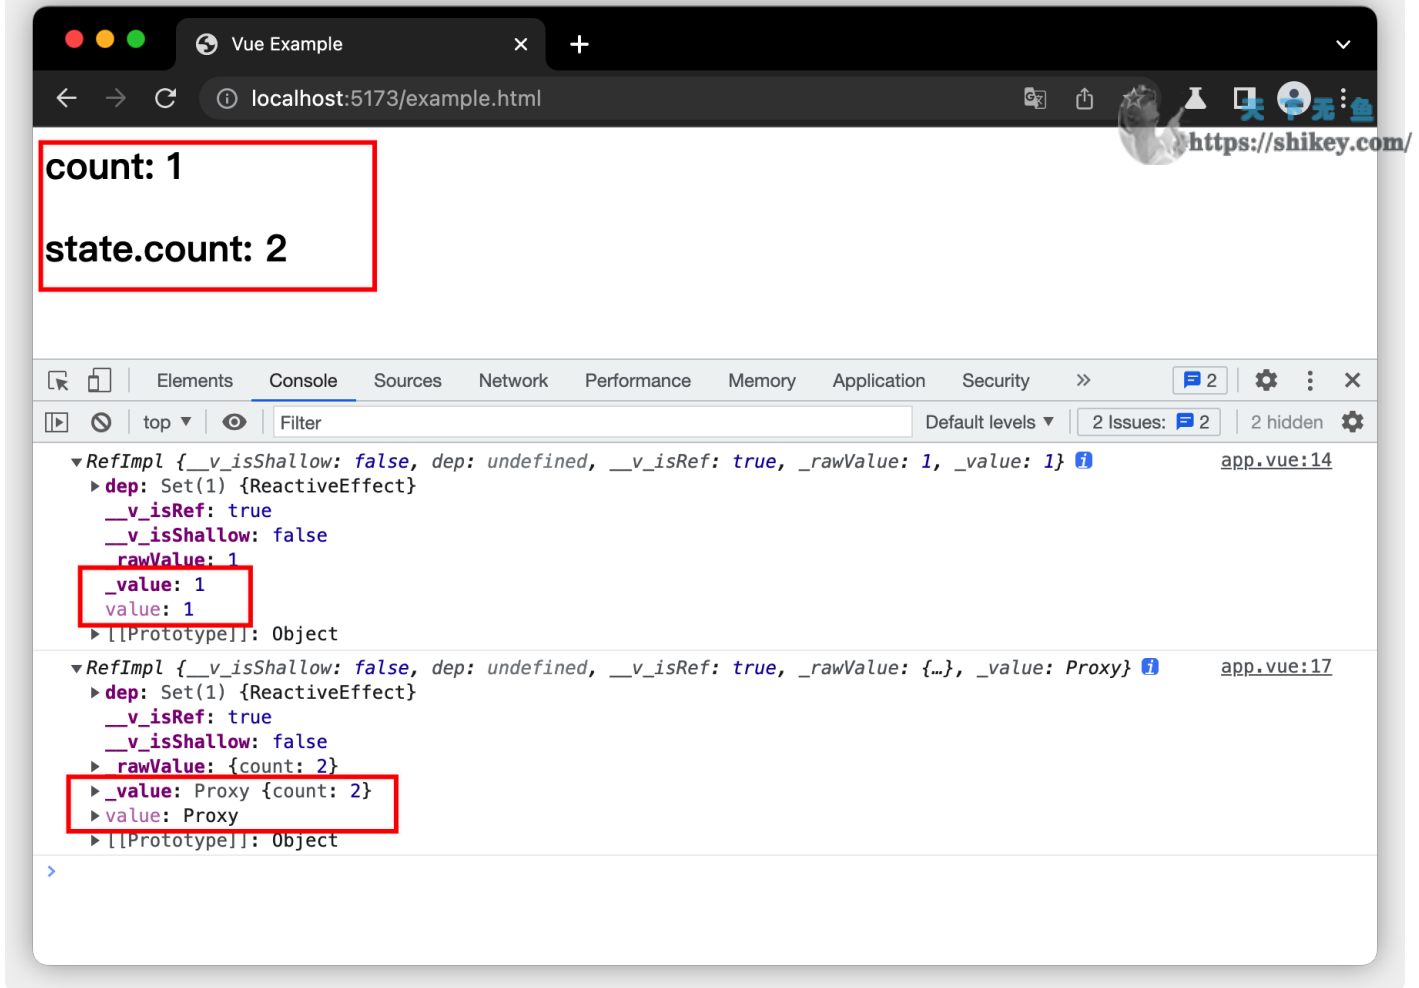 Vue Example
localhost:5173/example.html
天下无鱼
https://shikey.com/
count: 1
state.count: 2
Elements Console Sources Network Performance Memory Application Security » 2
top Filter Default levels 2 Issues: 2 2 hidden
RefImpl {__v_isShallow: false, dep: undefined, __v_isRef: true, _rawValue: 1, _value: 1} app.vue:14
dep: Set(1) {ReactiveEffect}
__v_isRef: true
__v_isShallow: false
_rawValue: 1
_value: 1
value: 1
[[Prototype]]: Object
RefImpl {__v_isShallow: false, dep: undefined, __v_isRef: true, _rawValue: {…}, _value: Proxy} app.vue:17
dep: Set(1) {ReactiveEffect}
__v_isRef: true
__v_isShallow: false
_rawValue: {count: 2}
_value: Proxy {count: 2}
value: Proxy
[[Prototype]]: Object